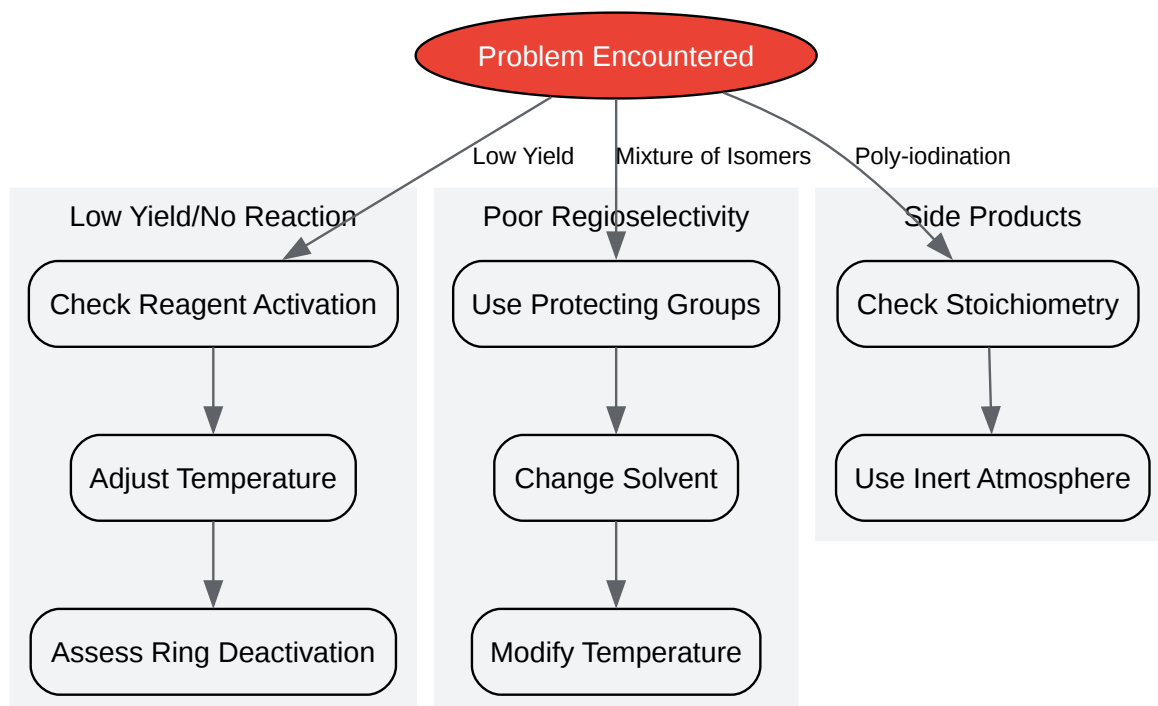 Problem Encountered
Low Yield
Mixture of Isomers
Poly-iodination
Low Yield/No Reaction
Poor Regioselectivity
Side Products
Check Reagent Activation
Use Protecting Groups
Check Stoichiometry
Adjust Temperature
Change Solvent
Use Inert Atmosphere
Assess Ring Deactivation
Modify Temperature